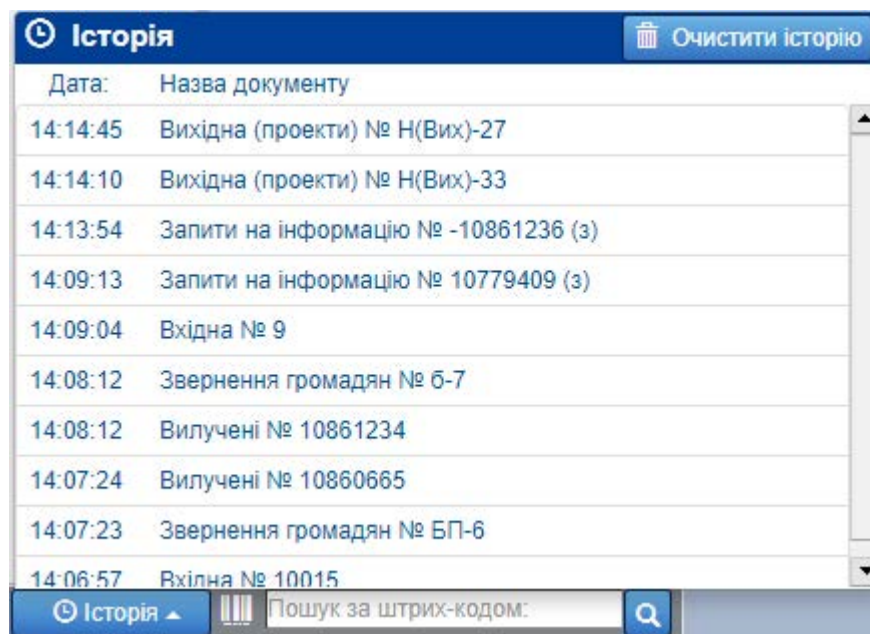 Історія
Очистити історію
Дата: Назва документу
14:14:45 Вихідна (проекти) № Н(Вих)-27
14:14:10 Вихідна (проекти) № Н(Вих)-33
14:13:54 Запити на інформацію № -10861236 (з)
14:09:13 Запити на інформацію № 10779409 (з)
14:09:04 Вхідна № 9
14:08:12 Звернення громадян № б-7
14:08:12 Вилучені № 10861234
14:07:24 Вилучені № 10860665
14:07:23 Звернення громадян № БП-6
14:06:57 Вхідна № 10015
Історія
Пошук за штрих-кодом: